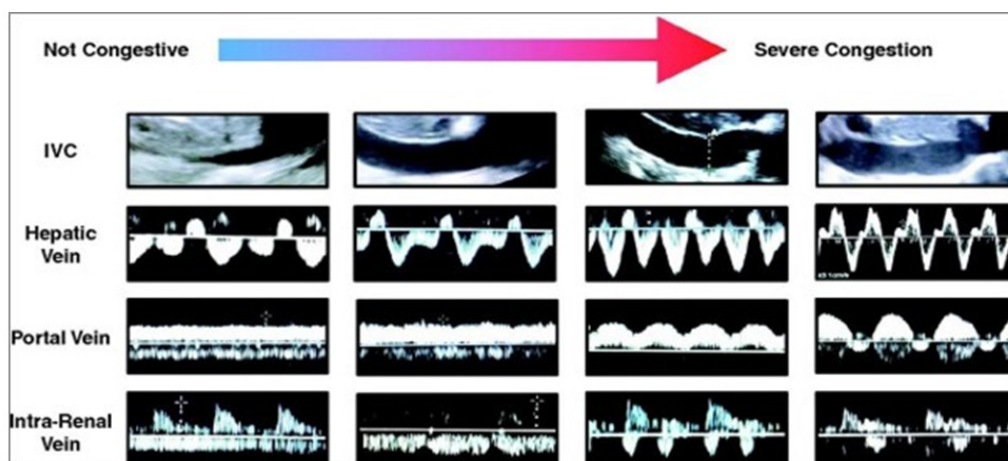 Not Congestive
Severe Congestion
IVC
Hepatic
Vein
Portal Vein
Intra-Renal
Vein